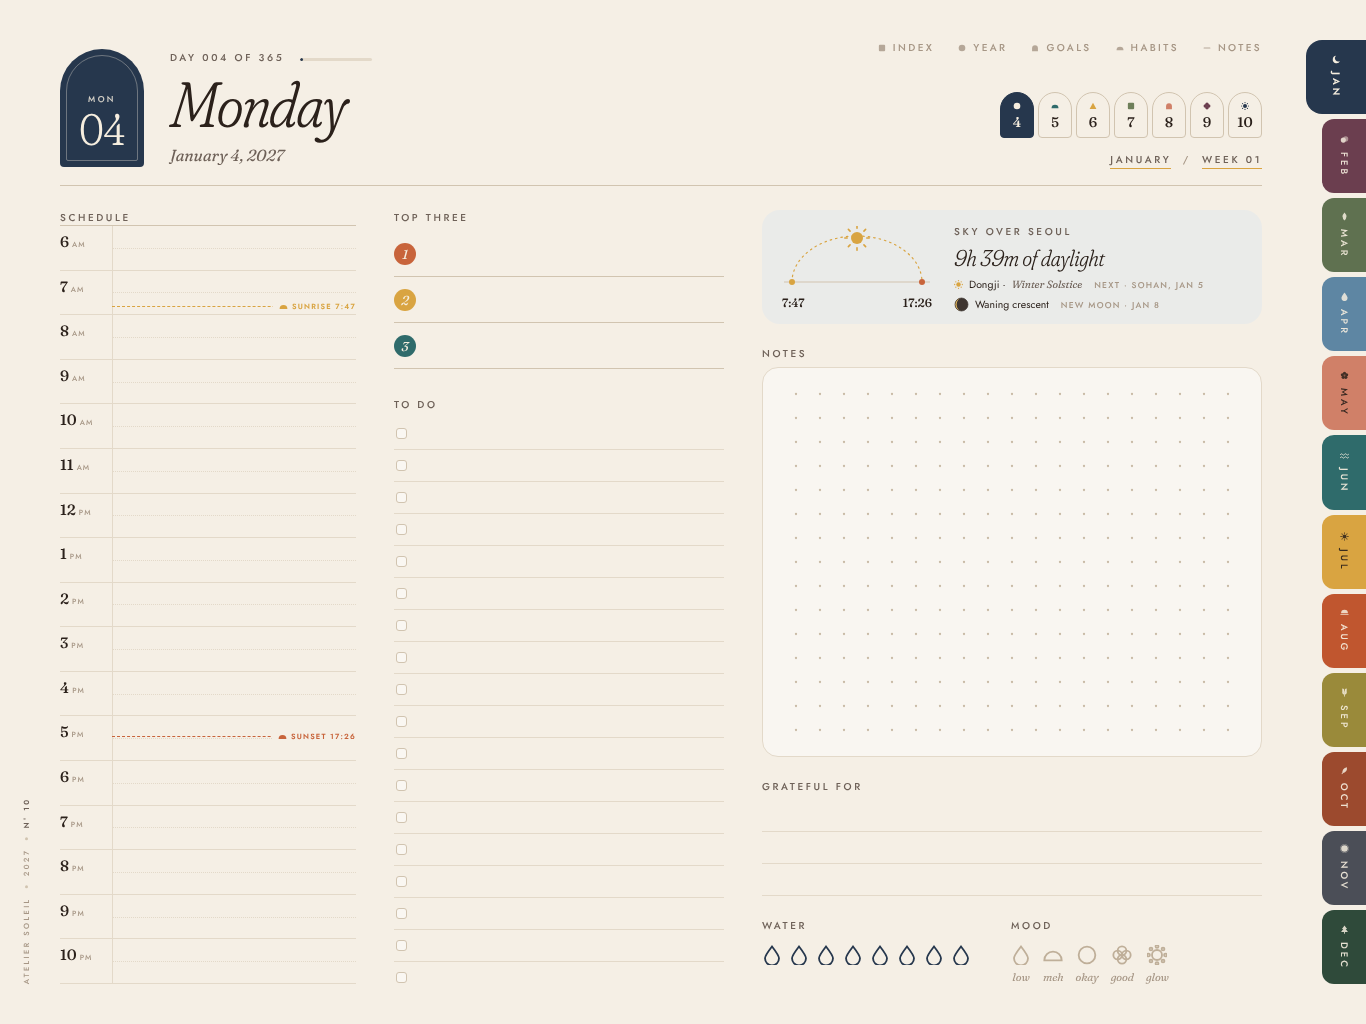 DAY 004 OF 365
MON
04
Monday
January 4, 2027
INDEX
YEAR
GOALS
HABITS
NOTES
4
5
6
7
8
9
10
JANUARY / WEEK 01
SCHEDULE
6 AM
7 AM
SUNRISE 7:47
8 AM
9 AM
10 AM
11 AM
12 PM
1 PM
2 PM
3 PM
4 PM
5 PM
SUNSET 17:26
6 PM
7 PM
8 PM
9 PM
10 PM
TOP THREE
1
2
3
TO DO
SKY OVER SEOUL
9h 39m of daylight
Dongji · Winter Solstice NEXT · SOHAN, JAN 5
Waning crescent NEW MOON · JAN 8
7:47
17:26
NOTES
GRATEFUL FOR
WATER
MOOD
low
meh
okay
good
glow
JAN
FEB
MAR
APR
MAY
JUN
JUL
AUG
SEP
OCT
NOV
DEC
ATELIER SOLEIL • 2027 • N° 10